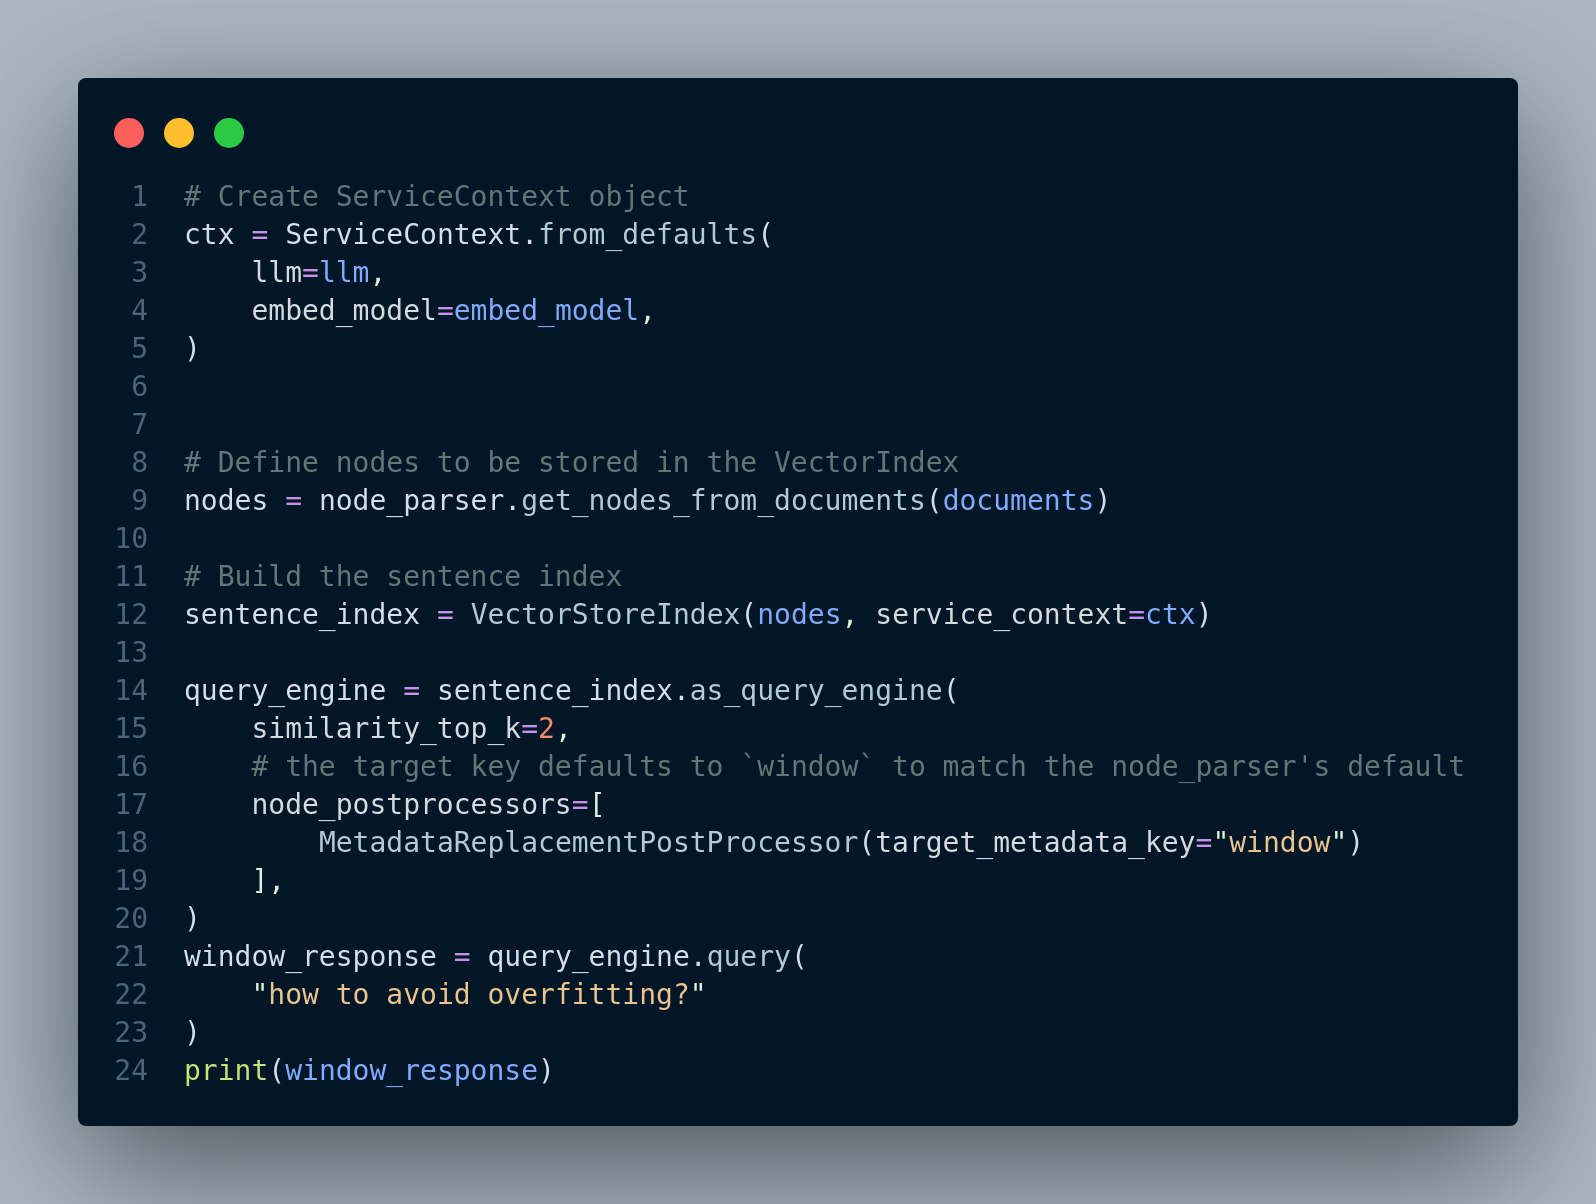 1 # Create ServiceContext object
2 ctx = ServiceContext.from_defaults(
3     llm=llm,
4     embed_model=embed_model,
5 )
6
7
8 # Define nodes to be stored in the VectorIndex
9 nodes = node_parser.get_nodes_from_documents(documents)
10
11 # Build the sentence index
12 sentence_index = VectorStoreIndex(nodes, service_context=ctx)
13
14 query_engine = sentence_index.as_query_engine(
15     similarity_top_k=2,
16     # the target key defaults to `window` to match the node_parser's default
17     node_postprocessors=[
18         MetadataReplacementPostProcessor(target_metadata_key="window")
19     ],
20 )
21 window_response = query_engine.query(
22     "how to avoid overfitting?"
23 )
24 print(window_response)